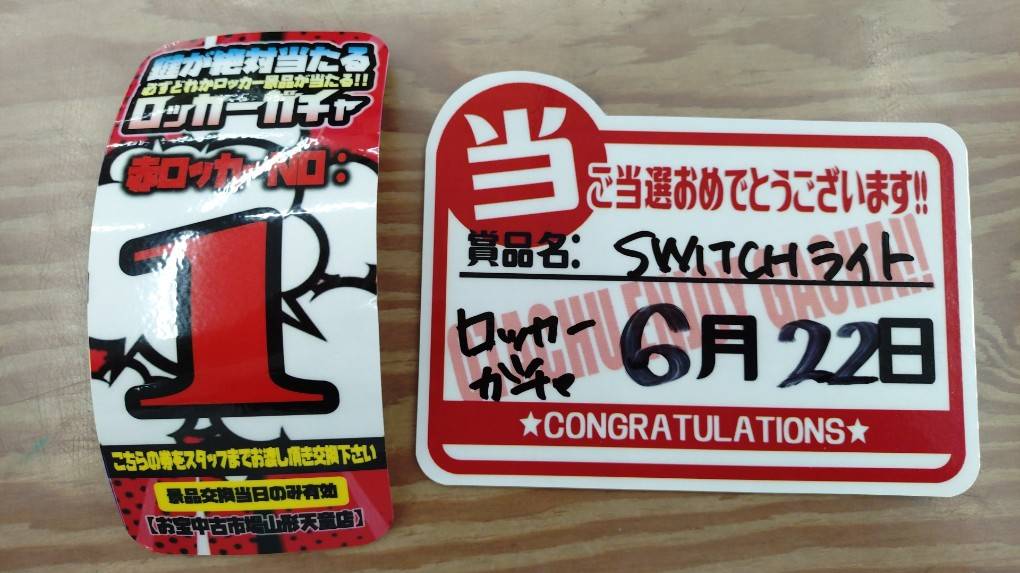 鍵が絶対当たる
必ずどれかロッカー景品が当たる!!
ロッカーガチャ
赤ロッカー NO:
1
こちらの券をスタッフまでお渡し頂き交換下さい
景品交換当日のみ有効
【お宝中古市場山形天童店】
当
ご当選おめでとうございます!!
賞品名: SWITCHライト
ロッカーガチャ
6月22日
★CONGRATULATIONS★